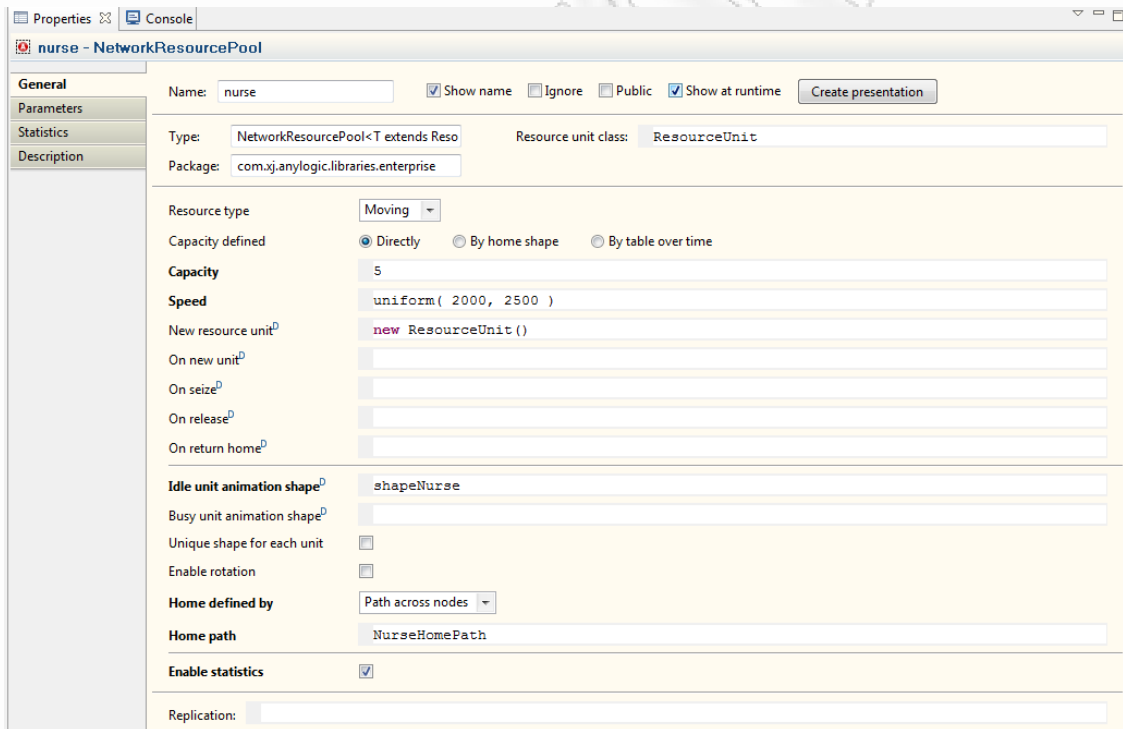 Properties Console
nurse - NetworkResourcePool
General
Parameters
Statistics
Description
Name: nurse Show name Ignore Public Show at runtime Create presentation
Type: NetworkResourcePool<T extends Reso Resource unit class: ResourceUnit
Package: com.xj.anylogic.libraries.enterprise
Resource type Moving
Capacity defined Directly By home shape By table over time
Capacity 5
Speed uniform( 2000, 2500 )
New resource unitD new ResourceUnit()
On new unitD
On seizeD
On releaseD
On return homeD
Idle unit animation shapeD shapeNurse
Busy unit animation shapeD
Unique shape for each unit
Enable rotation
Home defined by Path across nodes
Home path NurseHomePath
Enable statistics
Replication: